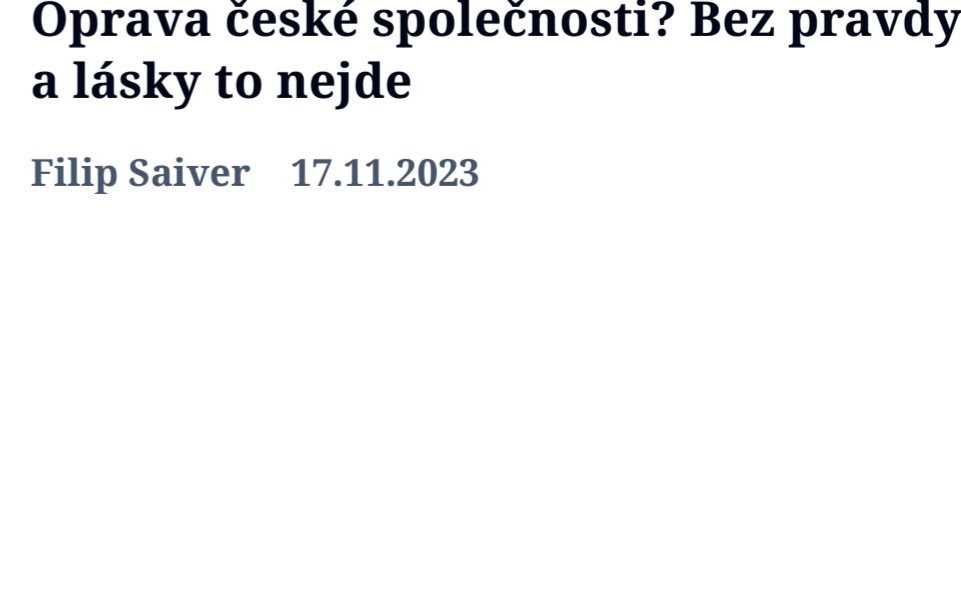 Oprava české společnosti? Bez pravdy
a lásky to nejde
Filip Saiver 17.11.2023